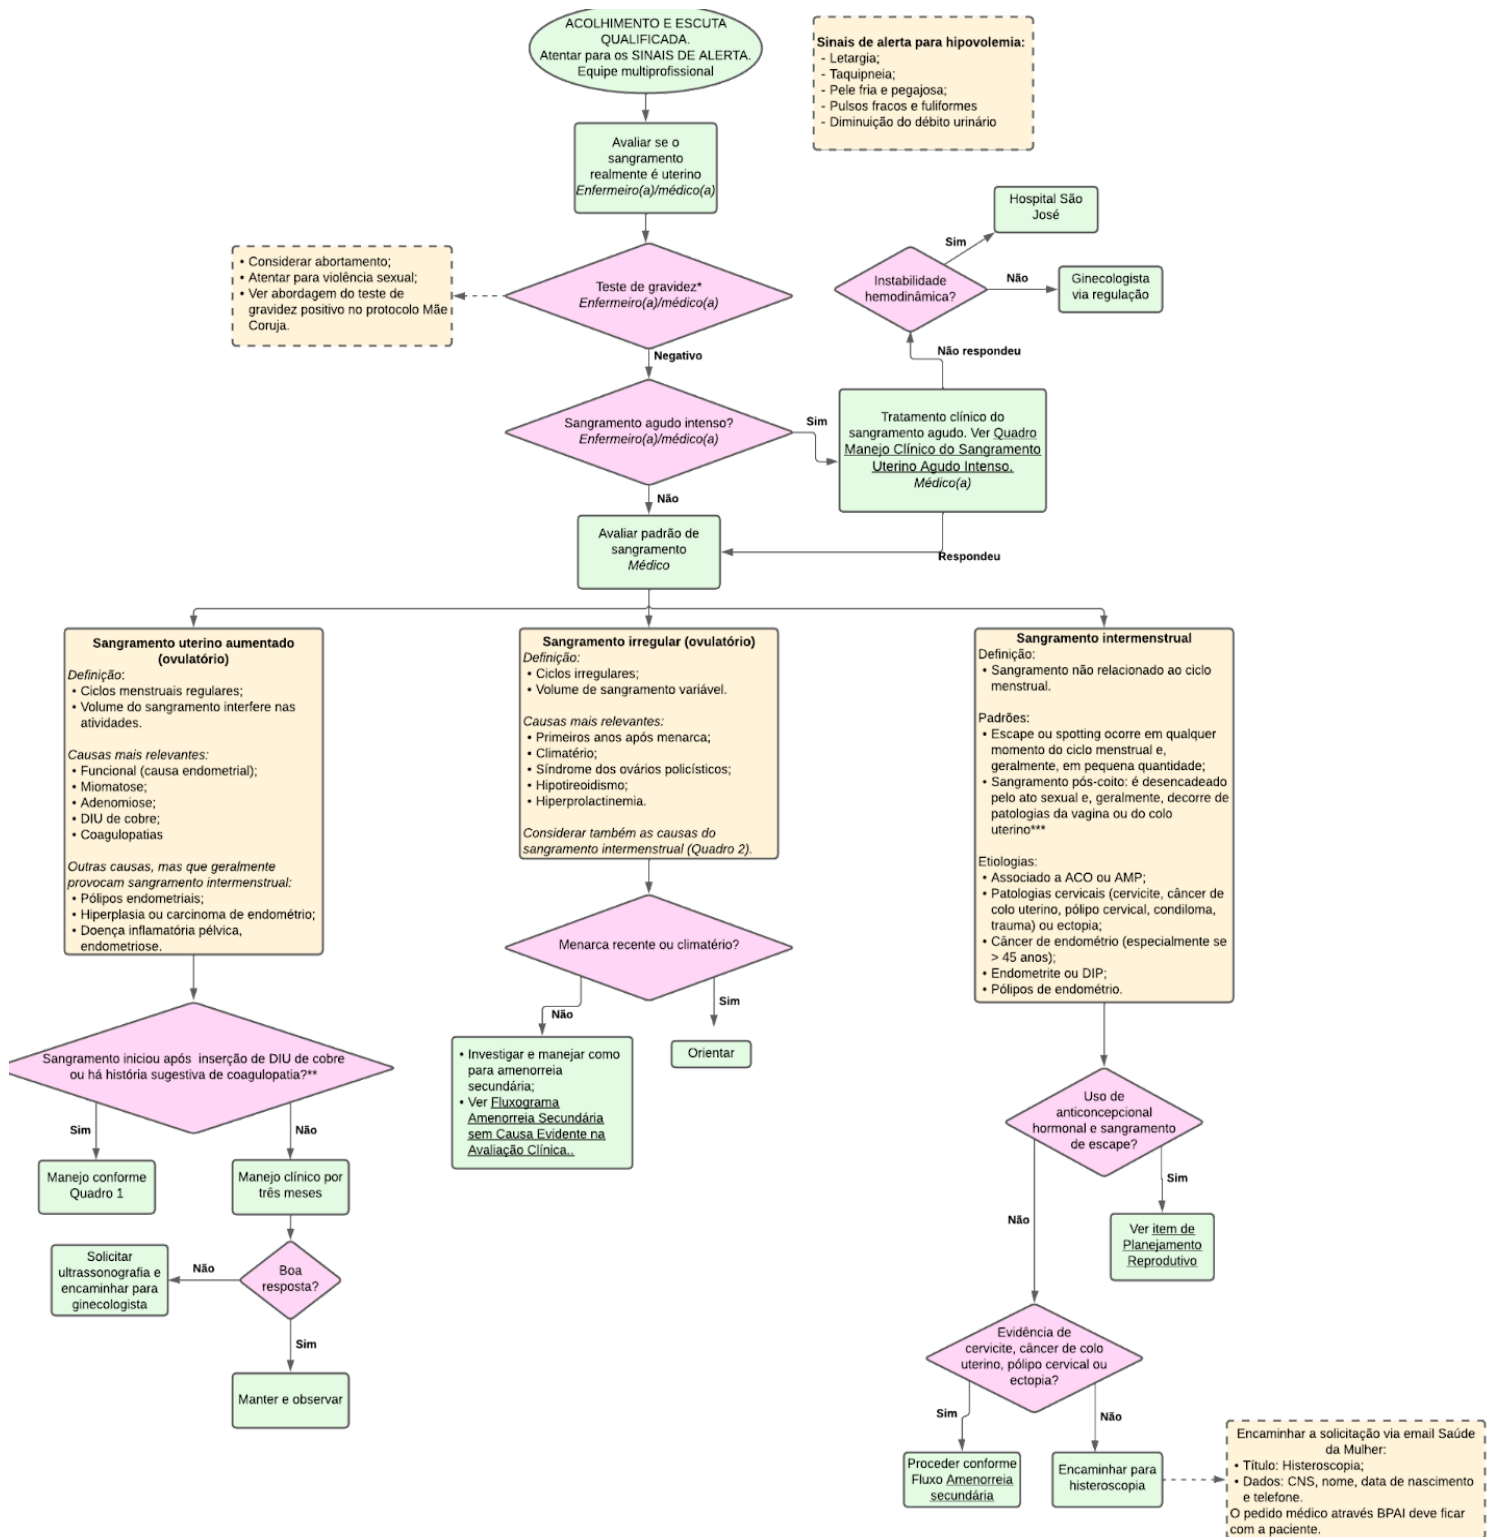 ACOLHIMENTO E ESCUTA
QUALIFICADA.
Atentar para os SINAIS DE ALERTA.
Equipe multiprofissional
Sinais de alerta para hipovolemia:
- Letargia;
- Taquipneia;
- Pele fria e pegajosa;
- Pulsos fracos e fuliformes
- Diminuição do débito urinário
Avaliar se o
sangramento
realmente é uterino
Enfermeiro(a)/médico(a)
Hospital São
José
Sim
Instabilidade
hemodinâmica?
Não
Ginecologista
via regulação
• Considerar abortamento;
• Atentar para violência sexual;
• Ver abordagem do teste de
gravidez positivo no protocolo Mãe
Coruja.
Teste de gravidez*
Enfermeiro(a)/médico(a)
Negativo
Não respondeu
Sangramento agudo intenso?
Enfermeiro(a)/médico(a)
Sim
Tratamento clínico do
sangramento agudo. Ver Quadro
Manejo Clínico do Sangramento
Uterino Agudo Intenso.
Médico(a)
Não
Avaliar padrão de
sangramento
Médico
Respondeu
Sangramento uterino aumentado
(ovulatório)
Definição:
• Ciclos menstruais regulares;
• Volume do sangramento interfere nas
atividades.
Causas mais relevantes:
• Funcional (causa endometrial);
• Miomatose;
• Adenomiose;
• DIU de cobre;
• Coagulopatias
Outras causas, mas que geralmente
provocam sangramento intermenstrual:
• Pólipos endometriais;
• Hiperplasia ou carcinoma de endométrio;
• Doença inflamatória pélvica,
endometriose.
Sangramento iniciou após inserção de DIU de cobre
ou há história sugestiva de coagulopatia?**
Sim
Não
Manejo conforme
Quadro 1
Manejo clínico por
três meses
Solicitar
ultrassonografia e
encaminhar para
ginecologista
Não
Boa
resposta?
Sim
Manter e observar
Sangramento irregular (ovulatório)
Definição:
• Ciclos irregulares;
• Volume de sangramento variável.
Causas mais relevantes:
• Primeiros anos após menarca;
• Climatério;
• Síndrome dos ovários policísticos;
• Hipotireoidismo;
• Hiperprolactinemia.
Considerar também as causas do
sangramento intermenstrual (Quadro 2).
Menarca recente ou climatério?
Não
Sim
• Investigar e manejar como
para amenorreia
secundária;
• Ver Fluxograma
Amenorreia Secundária
sem Causa Evidente na
Avaliação Clínica..
Orientar
Sangramento intermenstrual
Definição:
• Sangramento não relacionado ao ciclo
menstrual.
Padrões:
• Escape ou spotting ocorre em qualquer
momento do ciclo menstrual e,
geralmente, em pequena quantidade;
• Sangramento pós-coito: é desencadeado
pelo ato sexual e, geralmente, decorre de
patologias da vagina ou do colo
uterino***
Etiologias:
• Associado a ACO ou AMP;
• Patologias cervicais (cervicite, câncer de
colo uterino, pólipo cervical, condiloma,
trauma) ou ectopia;
• Câncer de endométrio (especialmente se
> 45 anos);
• Endometrite ou DIP;
• Pólipos de endométrio.
Uso de
anticoncepcional
hormonal e sangramento
de escape?
Sim
Não
Ver item de
Planejamento
Reprodutivo
Evidência de
cervicite, câncer de colo
uterino, pólipo cervical ou
ectopia?
Sim
Não
Proceder conforme
Fluxo Amenorreia
secundária
Encaminhar para
histeroscopia
Encaminhar a solicitação via email Saúde
da Mulher:
• Título: Histeroscopia;
• Dados: CNS, nome, data de nascimento
e telefone.
O pedido médico através BPAI deve ficar
com a paciente.